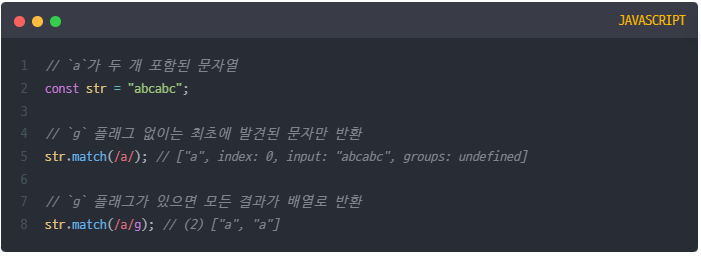 JAVASCRIPT
1 // `a`가 두 개 포함된 문자열
2 const str = "abcabc";
3
4 // `g` 플래그 없이는 최초에 발견된 문자만 반환
5 str.match(/a/); // ["a", index: 0, input: "abcabc", groups: undefined]
6
7 // `g` 플래그가 있으면 모든 결과가 배열로 반환
8 str.match(/a/g); // (2) ["a", "a"]